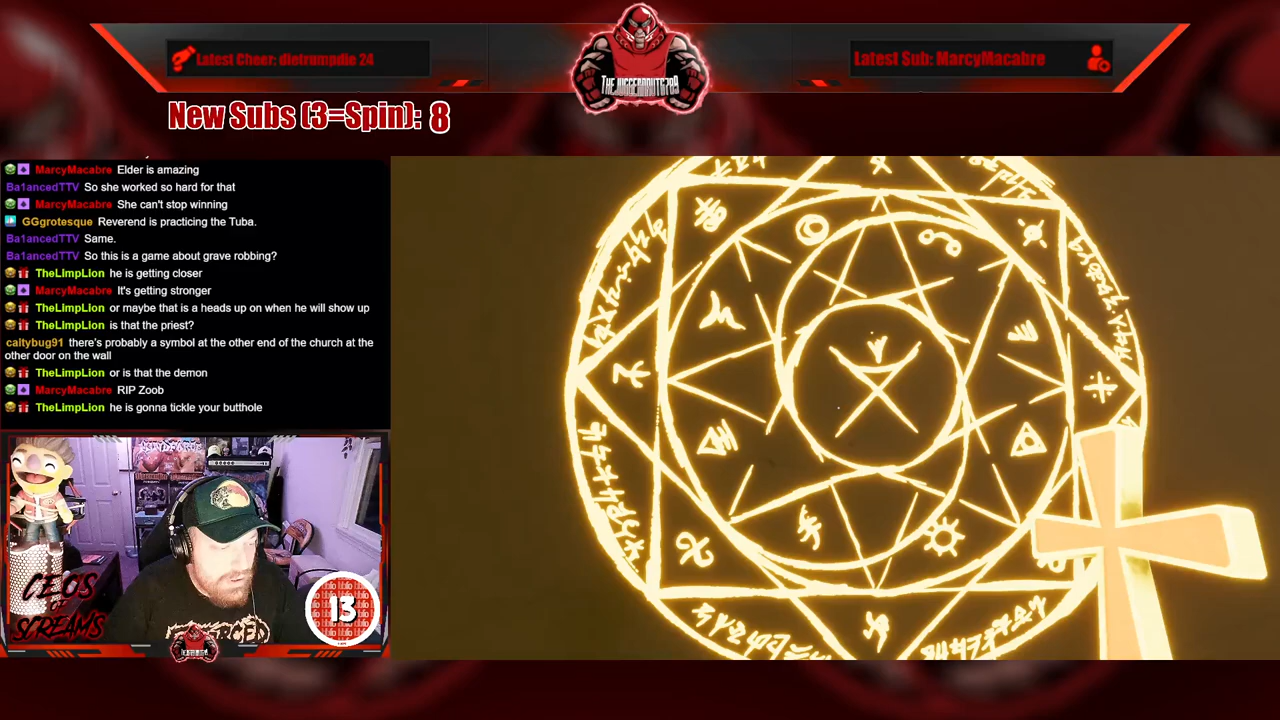 Latest Cheer: dietrumpdie 24
THEJUGGERNAUT6789
Latest Sub: MarcyMacabre
New Subs (3=Spin): 8
MarcyMacabre Elder is amazing
Ba1ancedTTV So she worked so hard for that
MarcyMacabre She can't stop winning
GGgrotesque Reverend is practicing the Tuba.
Ba1ancedTTV Same.
Ba1ancedTTV So this is a game about grave robbing?
TheLimpLion he is getting closer
MarcyMacabre It's getting stronger
TheLimpLion or maybe that is a heads up on when he will show up
TheLimpLion is that the priest?
caitybug91 there's probably a symbol at the other end of the church at the
other door on the wall
TheLimpLion or is that the demon
MarcyMacabre RIP Zoob
TheLimpLion he is gonna tickle your butthole
CEOS
OF
SCREAMS
13